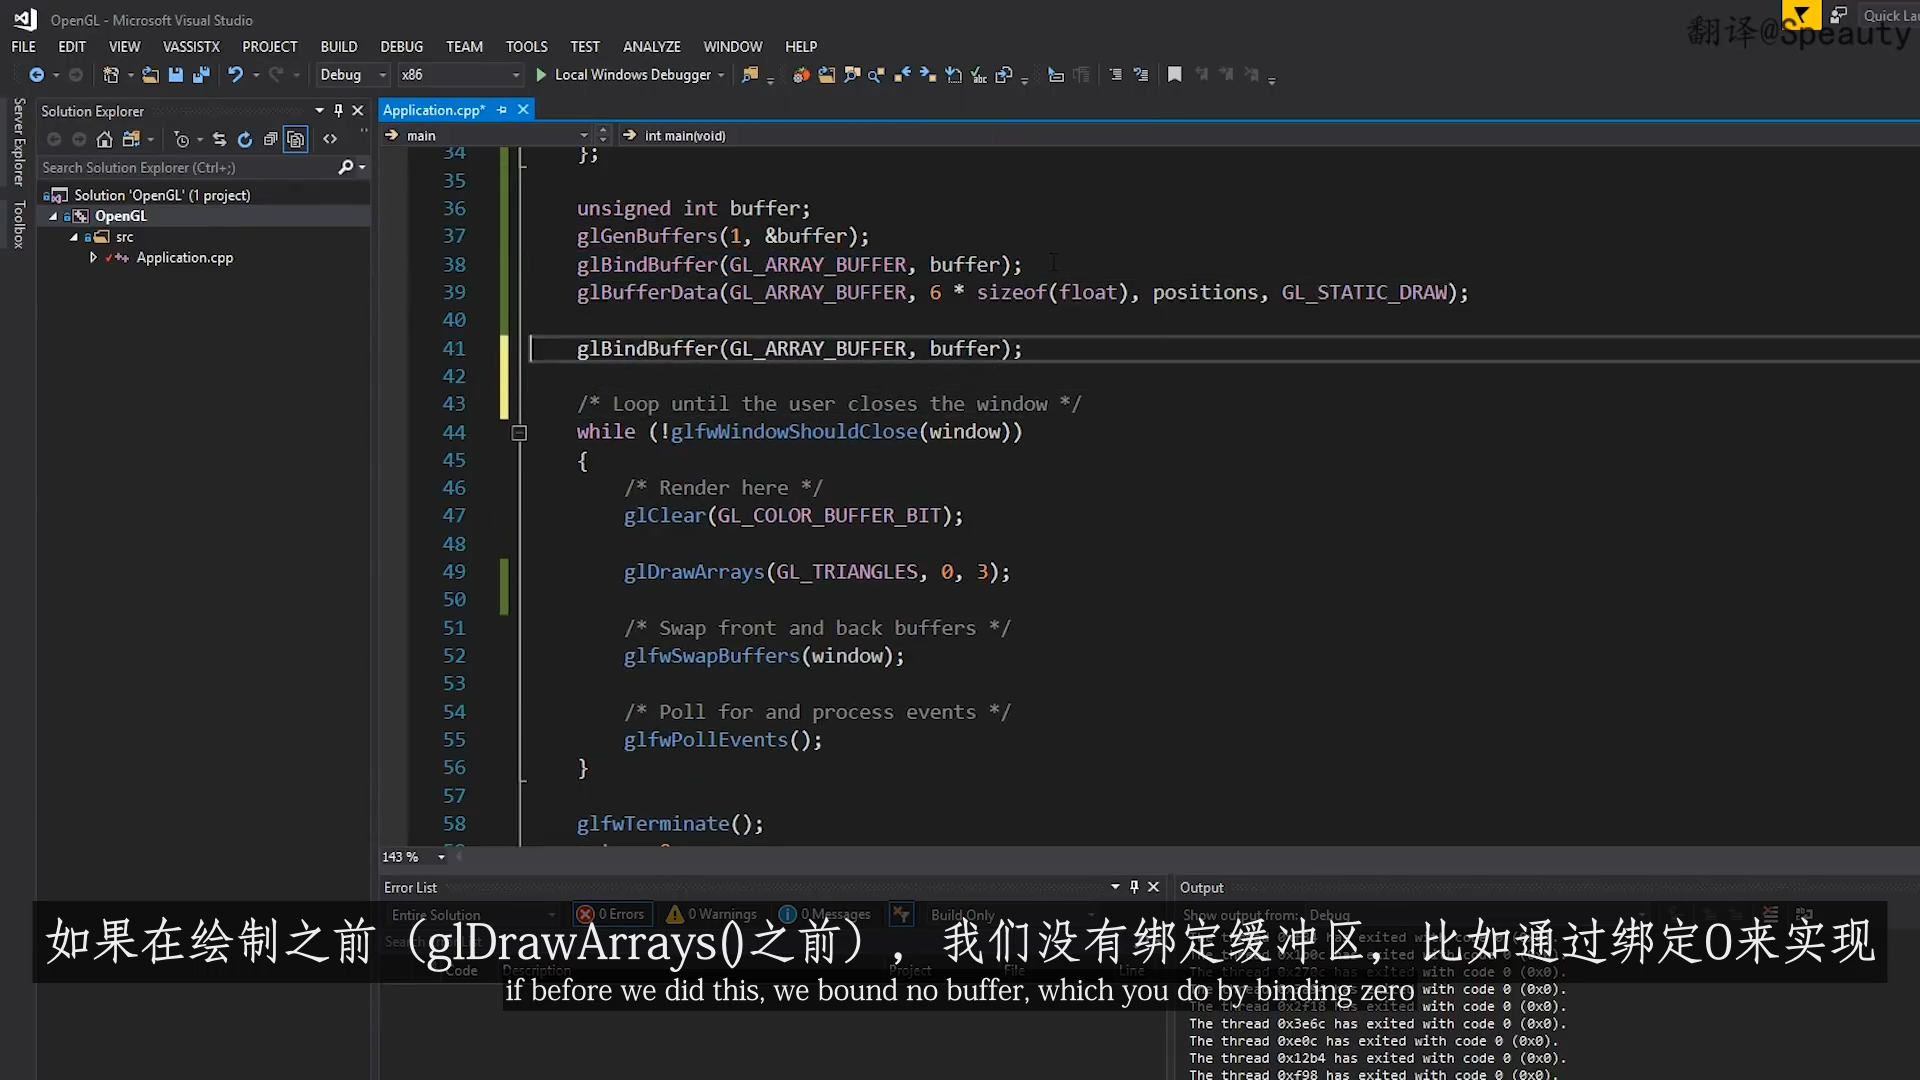 OpenGL - Microsoft Visual Studio
Quick Lau
翻译@Speauty
FILE EDIT VIEW VASSISTX PROJECT BUILD DEBUG TEAM TOOLS TEST ANALYZE WINDOW HELP
Debug x86 Local Windows Debugger
Server Explorer
Toolbox
Solution Explorer
Search Solution Explorer (Ctrl+;)
Solution 'OpenGL' (1 project)
OpenGL
src
Application.cpp
Application.cpp*
main int main(void)
34 };
35
36 unsigned int buffer;
37 glGenBuffers(1, &buffer);
38 glBindBuffer(GL_ARRAY_BUFFER, buffer);
39 glBufferData(GL_ARRAY_BUFFER, 6 * sizeof(float), positions, GL_STATIC_DRAW);
40
41 glBindBuffer(GL_ARRAY_BUFFER, buffer);
42
43 /* Loop until the user closes the window */
44 while (!glfwWindowShouldClose(window))
45 {
46 /* Render here */
47 glClear(GL_COLOR_BUFFER_BIT);
48
49 glDrawArrays(GL_TRIANGLES, 0, 3);
50
51 /* Swap front and back buffers */
52 glfwSwapBuffers(window);
53
54 /* Poll for and process events */
55 glfwPollEvents();
56 }
57
58 glfwTerminate();
143 %
Error List
Entire Solution 0 Errors 0 Warnings 0 Messages Build Only
Code Description Project File Line
Output
Show output from: Debug
如果在绘制之前（glDrawArrays()之前），我们没有绑定缓冲区，比如通过绑定0来实现
if before we did this, we bound no buffer, which you do by binding zero
The thread 0x2f18 has exited with code 0 (0x0).
The thread 0x3e6c has exited with code 0 (0x0).
The thread 0xe0c has exited with code 0 (0x0).
The thread 0x12b4 has exited with code 0 (0x0).
The thread 0xf98 has exited with code 0 (0x0).